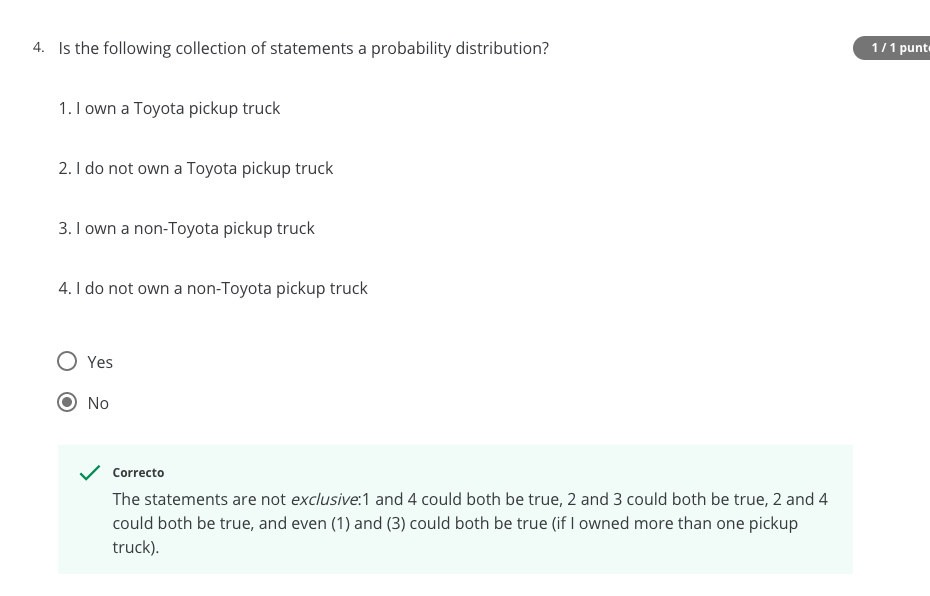 4. Is the following collection of statements a probability distribution?
1 / 1 punto
1. I own a Toyota pickup truck
2. I do not own a Toyota pickup truck
3. I own a non-Toyota pickup truck
4. I do not own a non-Toyota pickup truck
Yes
No
Correcto
The statements are not exclusive:1 and 4 could both be true, 2 and 3 could both be true, 2 and 4
could both be true, and even (1) and (3) could both be true (if I owned more than one pickup
truck).